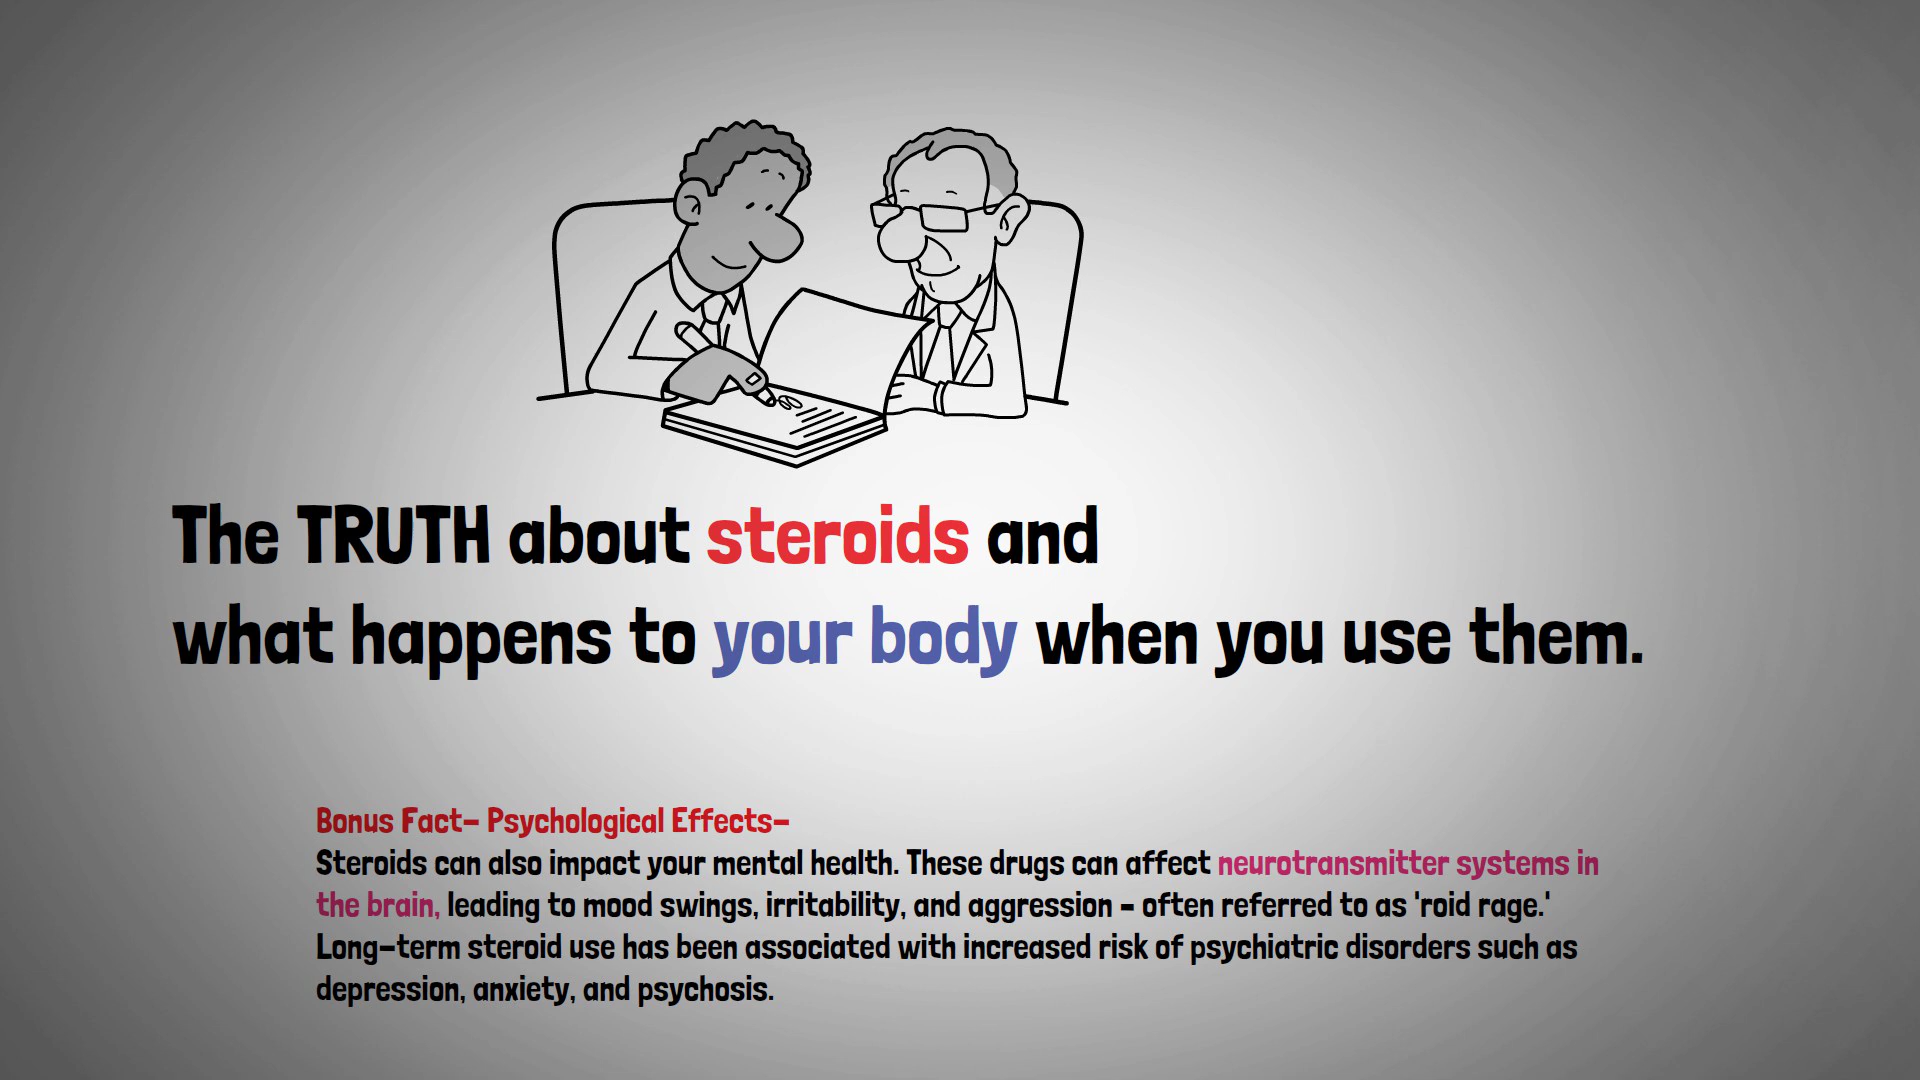 The TRUTH about steroids and
what happens to your body when you use them.
Bonus Fact- Psychological Effects-
Steroids can also impact your mental health. These drugs can affect neurotransmitter systems in
the brain, leading to mood swings, irritability, and aggression - often referred to as 'roid rage.'
Long-term steroid use has been associated with increased risk of psychiatric disorders such as
depression, anxiety, and psychosis.